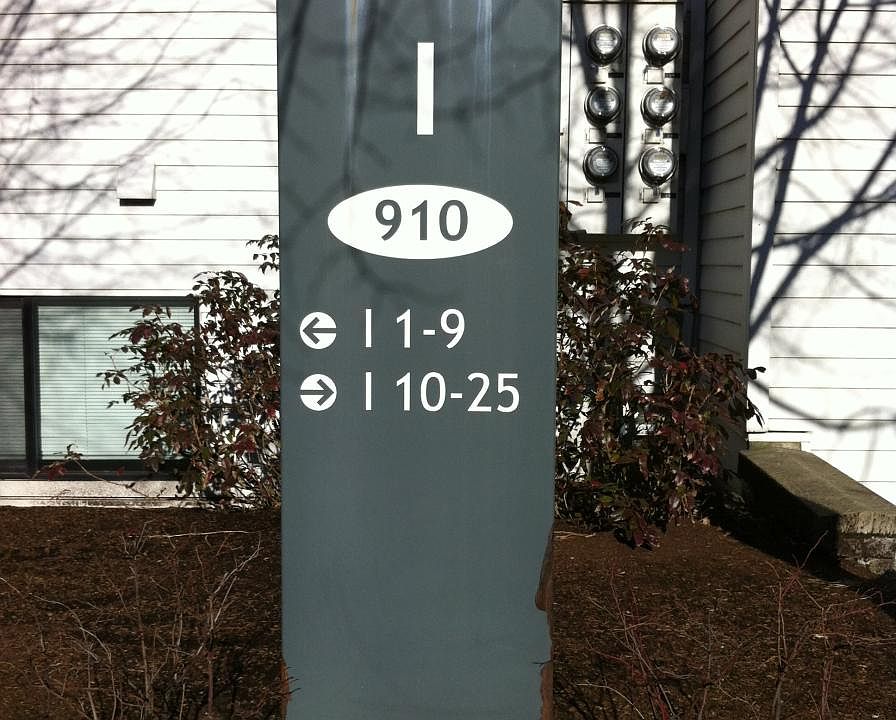 I
910
← I 1-9
→ I 10-25